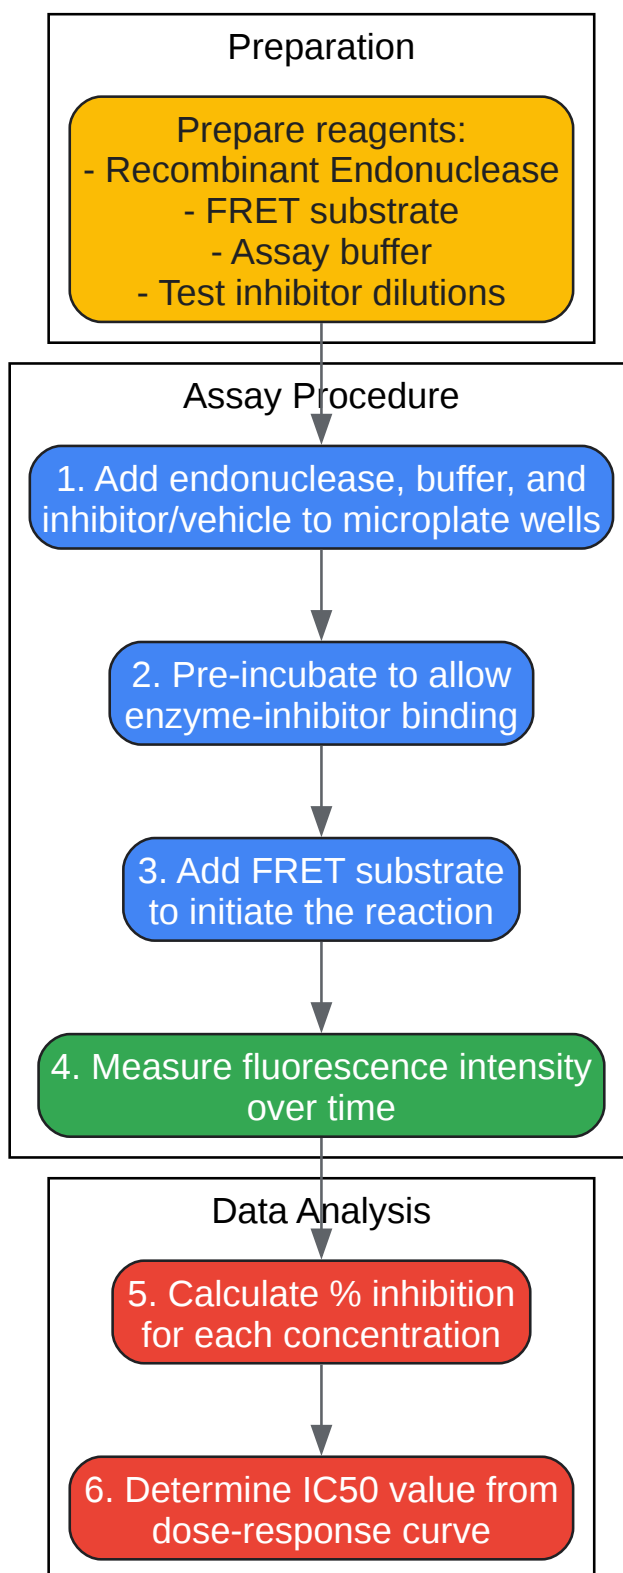 Preparation
Prepare reagents:
- Recombinant Endonuclease
- FRET substrate
- Assay buffer
- Test inhibitor dilutions
Assay Procedure
1. Add endonuclease, buffer, and
inhibitor/vehicle to microplate wells
2. Pre-incubate to allow
enzyme-inhibitor binding
3. Add FRET substrate
to initiate the reaction
4. Measure fluorescence intensity
over time
Data Analysis
5. Calculate % inhibition
for each concentration
6. Determine IC50 value from
dose-response curve